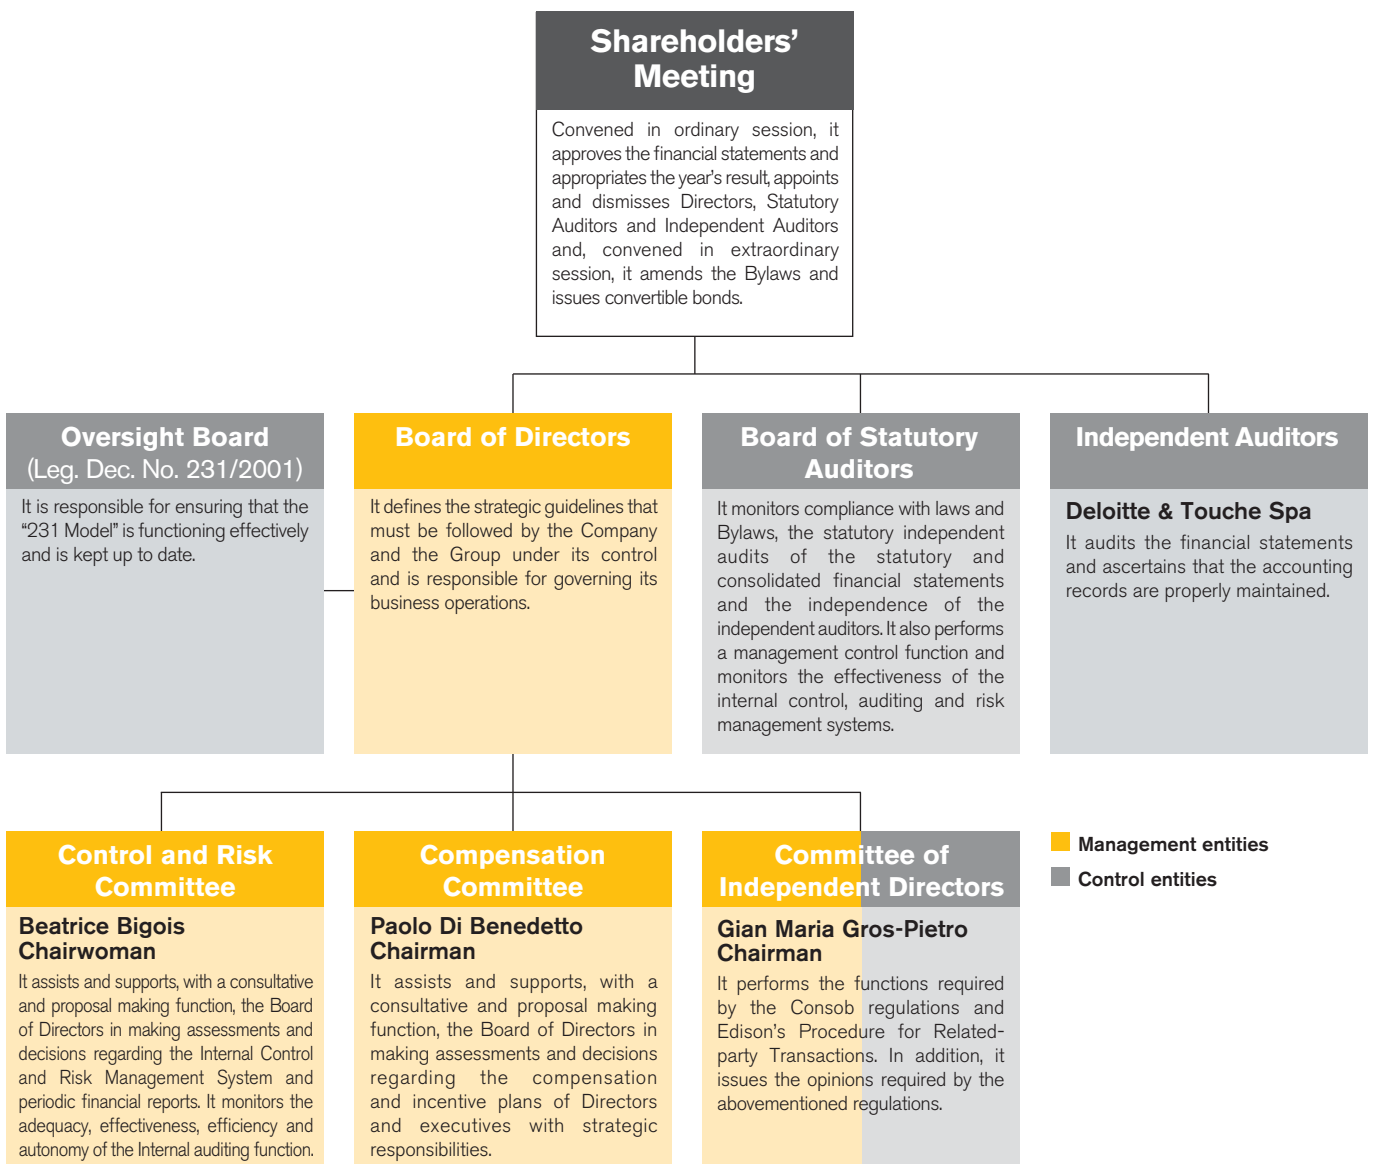 Shareholders'
Meeting
Convened in ordinary session, it
approves the financial statements and
appropriates the year's result, appoints
and dismisses Directors, Statutory
Auditors and Independent Auditors
and, convened in extraordinary
session, it amends the Bylaws and
issues convertible bonds.
Oversight Board
(Leg. Dec. No. 231/2001)
It is responsible for ensuring that the
“231 Model” is functioning effectively
and is kept up to date.
Board of Directors
It defines the strategic guidelines that
must be followed by the Company
and the Group under its control
and is responsible for governing its
business operations.
Board of Statutory
Auditors
It monitors compliance with laws and
Bylaws, the statutory independent
audits of the statutory and
consolidated financial statements
and the independence of the
independent auditors. It also performs
a management control function and
monitors the effectiveness of the
internal control, auditing and risk
management systems.
Independent Auditors
Deloitte & Touche Spa
It audits the financial statements
and ascertains that the accounting
records are properly maintained.
Control and Risk
Committee
Beatrice Bigois
Chairwoman
It assists and supports, with a consultative
and proposal making function, the Board
of Directors in making assessments and
decisions regarding the Internal Control
and Risk Management System and
periodic financial reports. It monitors the
adequacy, effectiveness, efficiency and
autonomy of the Internal auditing function.
Compensation
Committee
Paolo Di Benedetto
Chairman
It assists and supports, with a
consultative and proposal making
function, the Board of Directors in
making assessments and decisions
regarding the compensation
and incentive plans of Directors
and executives with strategic
responsibilities.
Committee of
Independent Directors
Gian Maria Gros-Pietro
Chairman
It performs the functions required
by the Consob regulations and
Edison's Procedure for Related-
party Transactions. In addition, it
issues the opinions required by the
abovementioned regulations.
Management entities
Control entities